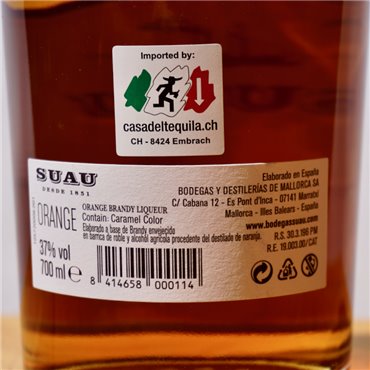 Imported by:
casadeltequila.ch
CH - 8424 Embrach
SUAU
DESDE 1851
ORANGE
37% vol
700 ml e
ORANGE BRANDY LIQUEUR
Contain: Caramel Color
Elaborado a base de Brandy envejecido
en barrica de roble y alcohol agrícola procedente del destilado de naranja.
8 414658 000114
Elaborado en España
BODEGAS Y DESTILERÍAS DE MALLORCA SA
C/ Cabana 12 - Es Pont d'Inca - 07141 Marratxí
Mallorca - Illes Balears - España
www.bodegassuau.com
R.S. 30.3.196 PM
RE. 19.003.00/CAT